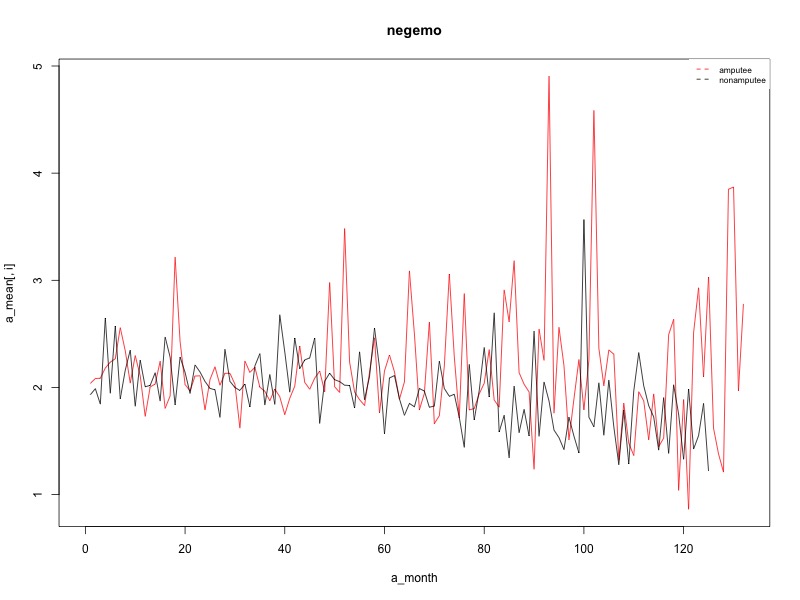 negemo
amputee
nonamputee
5
4
3
2
1
a_mean[, i]
0 20 40 60 80 100 120
a_month